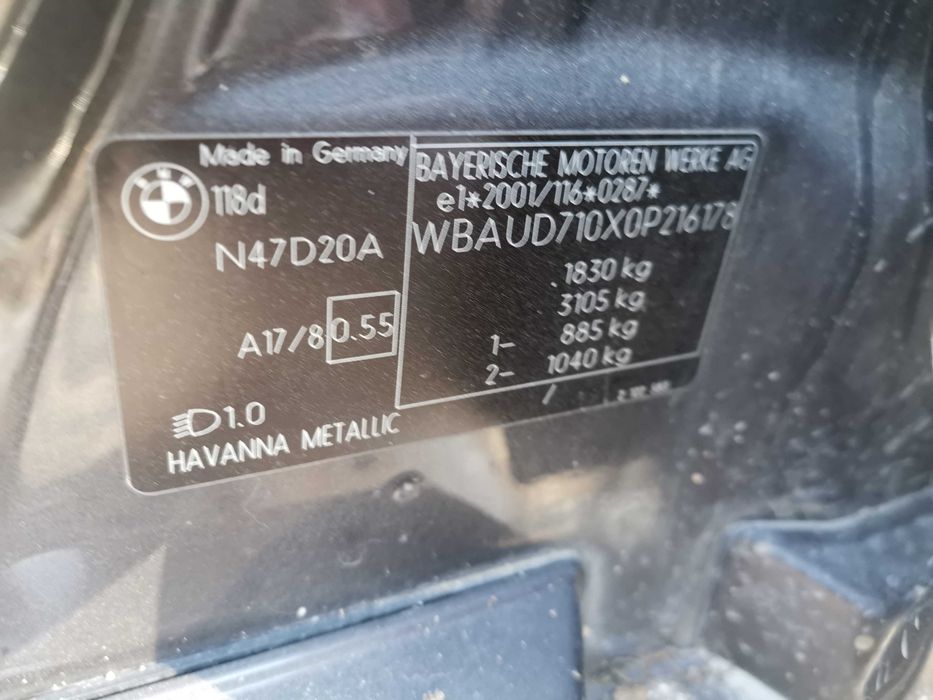 Made in Germany
BMW
118d
N47D20A
A17/8 0.55
D1.0
HAVANNA METALLIC
BAYERISCHE MOTOREN WERKE AG
e1*2001/116*0287*
WBAUD710X0P216178
1830 kg
3105 kg
1– 885 kg
2– 1040 kg
/